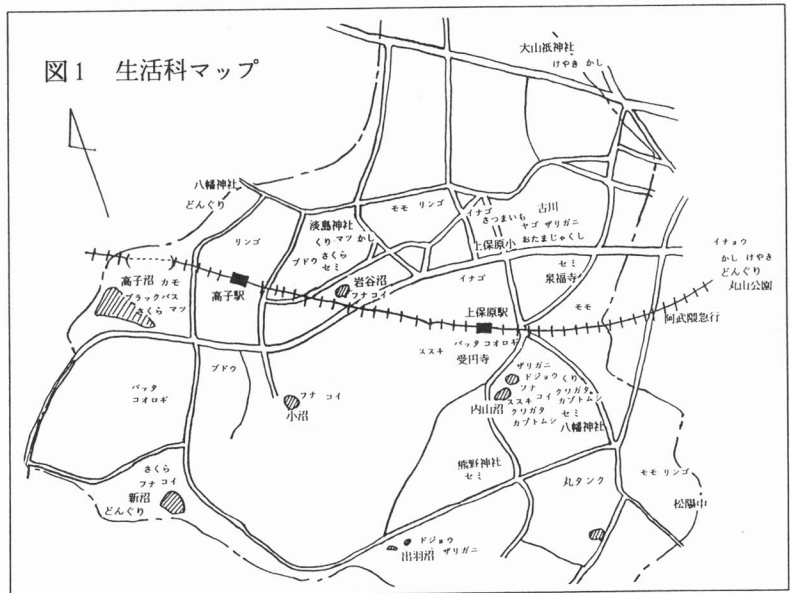 図1 生活科マップ
大山祇神社
けやき かし
八幡神社
どんぐり
淡島神社
くり マツ かし
さくら
ブドウ
セミ
リンゴ
モモ リンゴ
イナゴ
さつまいも
古川
ヤゴ ザリガニ
おたまじゃくし
上保原小
イチョウ
かし けやき
どんぐり
丸山公園
セミ
泉福寺
イナゴ
モモ
高子沼 カモ
ブラックバス
さくら マツ
高子駅
岩谷沼
フナ コイ
上保原駅
阿武隈急行
バッタ コオロギ
ススキ
受円寺
ブドウ
バッタ
コオロギ
フナ コイ
小沼
ザリガニ
ドジョウ くり
フナ
クワガタ
ススキ コイ
カブトムシ
内山沼
クワガタ
セミ
カブトムシ
八幡神社
熊野神社
セミ
丸タンク
モモ リンゴ
松陽中
さくら
フナ コイ
新沼
どんぐり
ドジョウ
出羽沼 ザリガニ